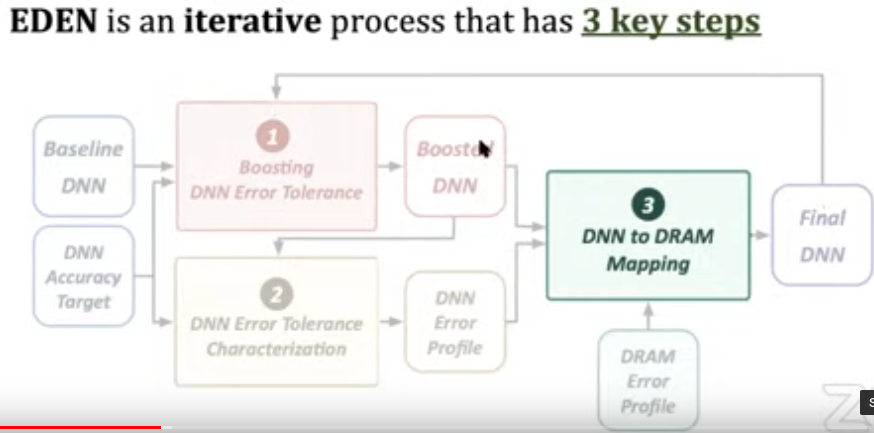 EDEN is an iterative process that has 3 key steps
1
Boosting
DNN Error Tolerance
Baseline
DNN
Boosted
DNN
DNN
Accuracy
Target
2
DNN Error Tolerance
Characterization
DNN
Error
Profile
3
DNN to DRAM
Mapping
Final
DNN
DRAM
Error
Profile